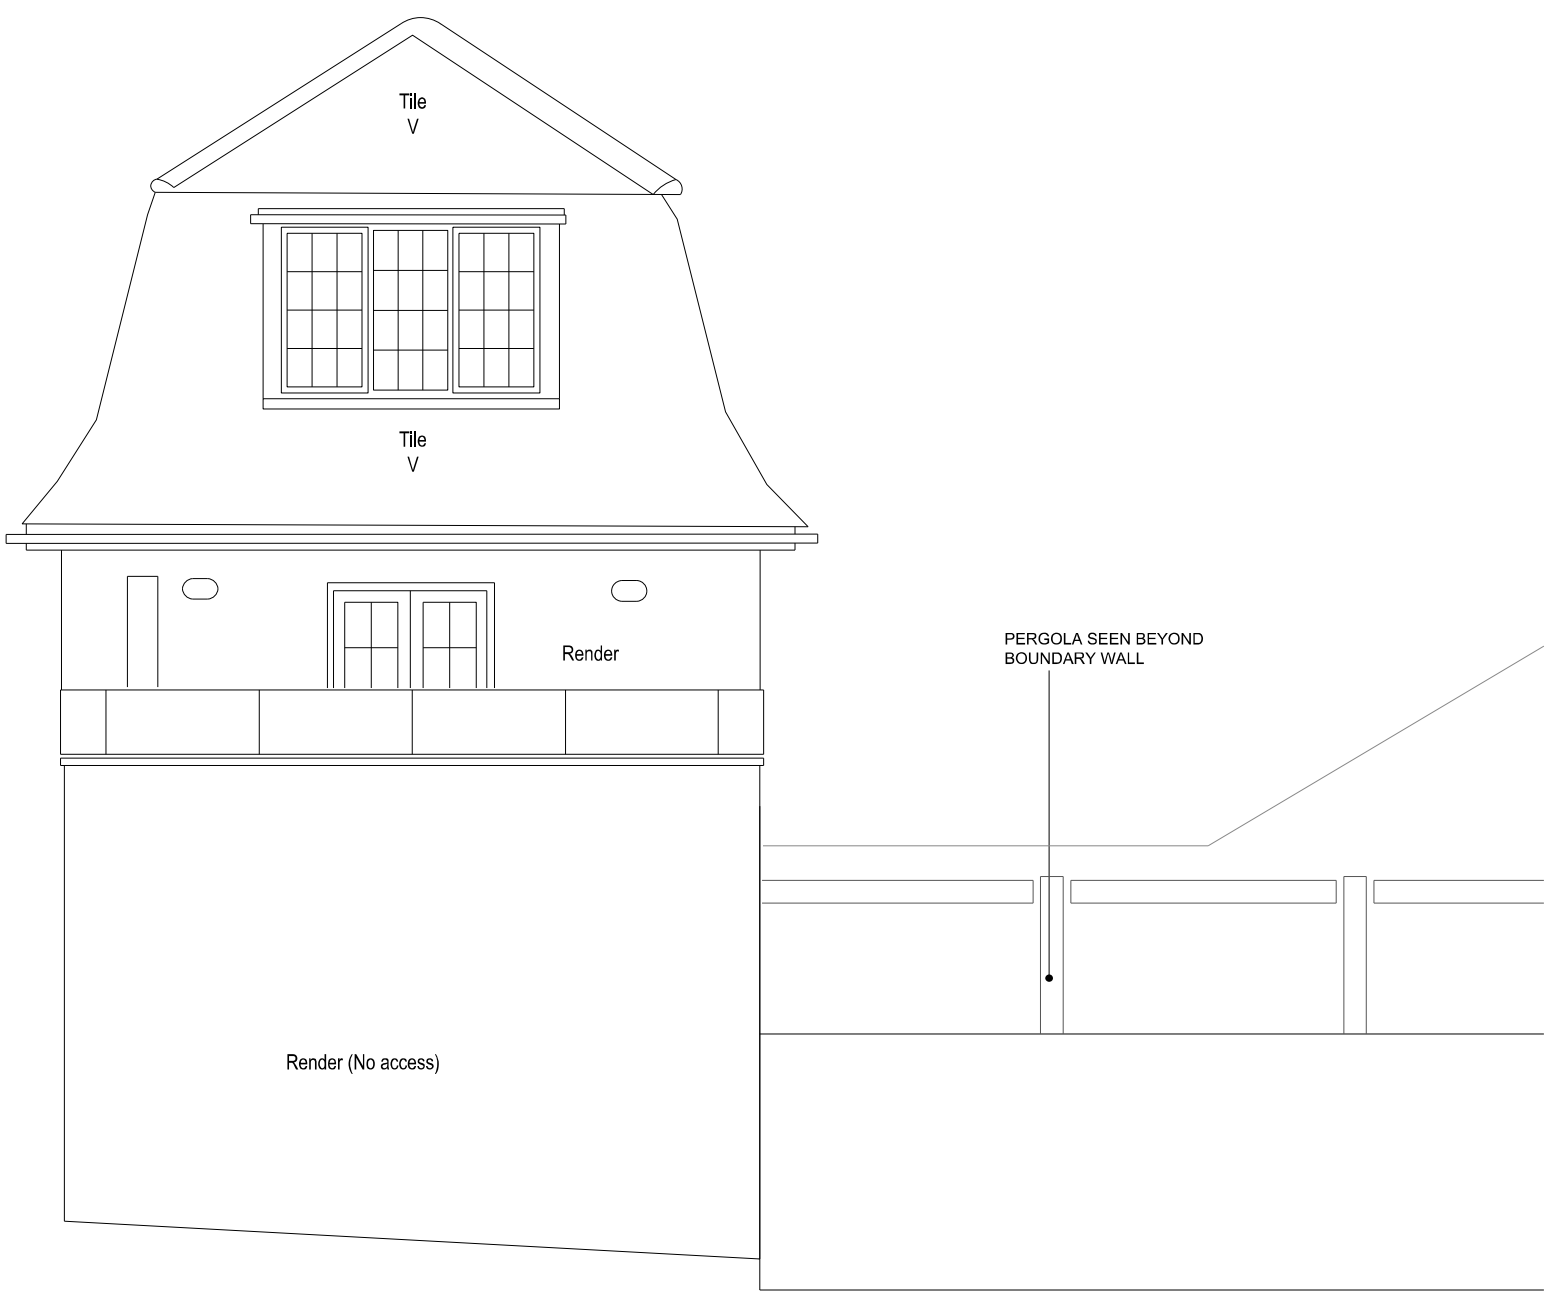 Tile
V
Tile
V
Render
PERGOLA SEEN BEYOND
BOUNDARY WALL
Render (No access)